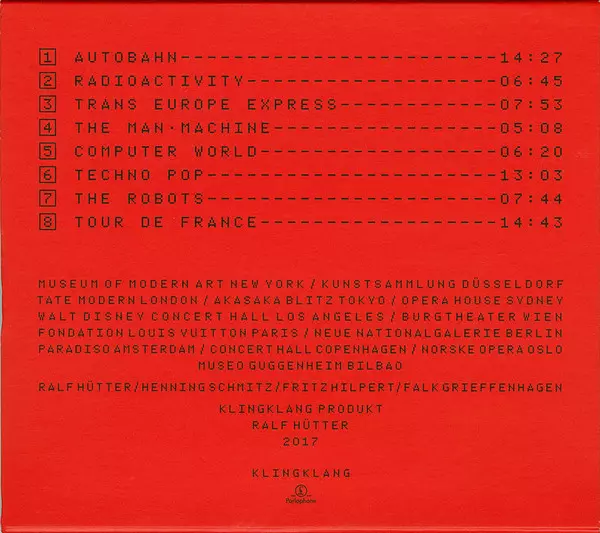 1 AUTOBAHN--------------------------14:27
2 RADIOACTIVITY---------------------06:45
3 TRANS EUROPE EXPRESS--------------07:53
4 THE MAN·MACHINE-------------------05:08
5 COMPUTER WORLD--------------------06:20
6 TECHNO POP------------------------13:03
7 THE ROBOTS------------------------07:44
8 TOUR DE FRANCE--------------------14:43
MUSEUM OF MODERN ART NEW YORK / KUNSTSAMMLUNG DÜSSELDORF
TATE MODERN LONDON / AKASAKA BLITZ TOKYO / OPERA HOUSE SYDNEY
WALT DISNEY CONCERT HALL LOS ANGELES / BURGTHEATER WIEN
FONDATION LOUIS VUITTON PARIS / NEUE NATIONALGALERIE BERLIN
PARADISO AMSTERDAM / CONCERT HALL COPENHAGEN / NORSKE OPERA OSLO
MUSEO GUGGENHEIM BILBAO
RALF HÜTTER/HENNING SCHMITZ/FRITZ HILPERT/FALK GRIEFFENHAGEN
KLINGKLANG PRODUKT
RALF HÜTTER
2017
KLINGKLANG
Parlophone